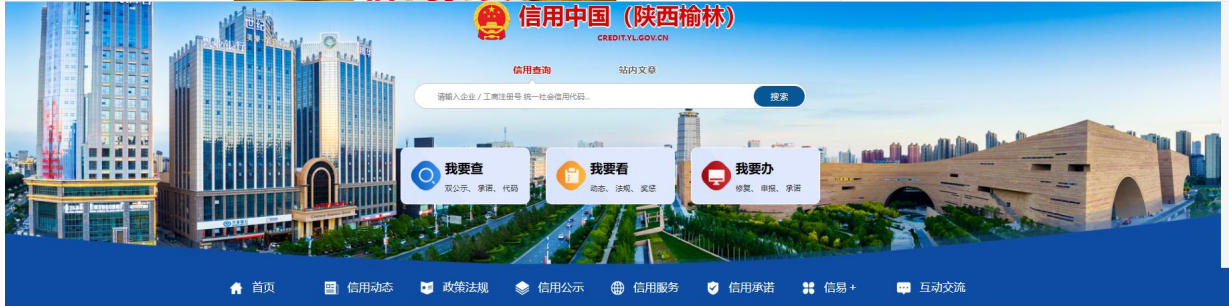 信用中国（陕西榆林）
CREDIT.YL.GOV.CN
信用查询 站内文章
请输入企业 / 工商注册号 统一社会信用代码... 搜索
我要查 我要看 我要办
双公示、承诺、代码 动态、法规、奖惩 修复、申报、承诺
首页 信用动态 政策法规 信用公示 信用服务 信用承诺 信易+ 互动交流